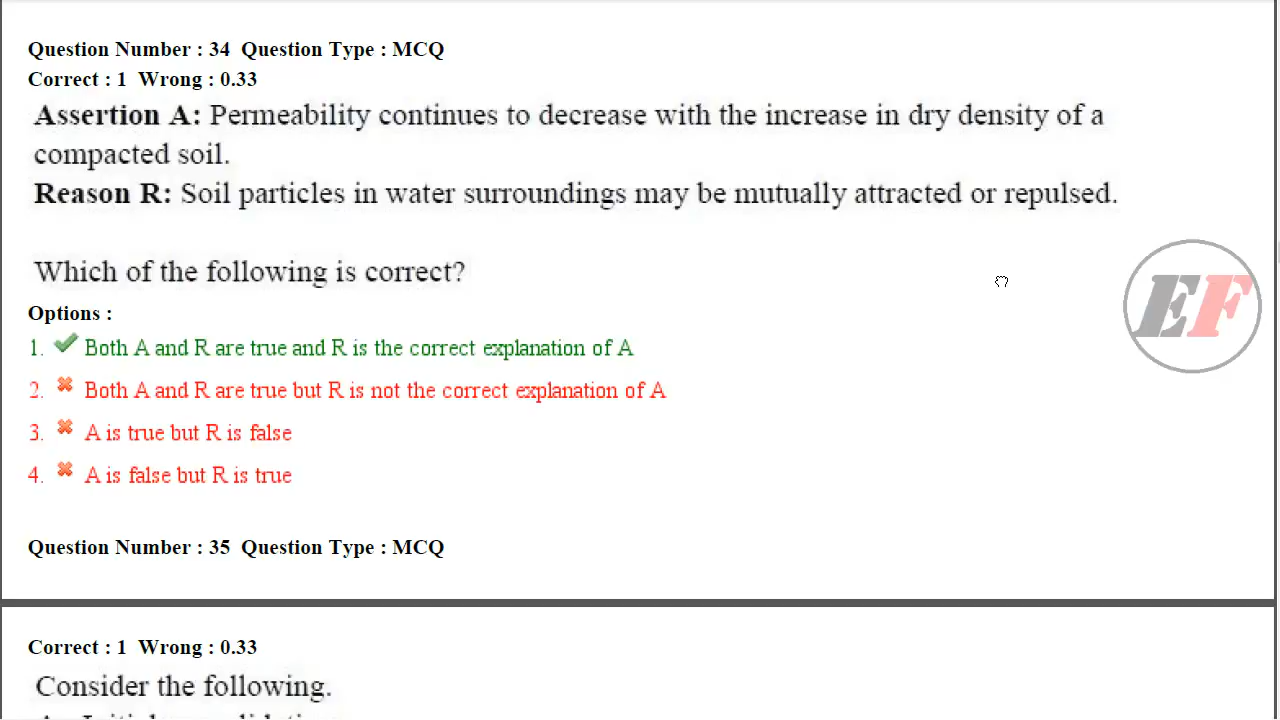 Question Number : 34 Question Type : MCQ
Correct : 1 Wrong : 0.33
Assertion A: Permeability continues to decrease with the increase in dry density of a
compacted soil.
Reason R: Soil particles in water surroundings may be mutually attracted or repulsed.
Which of the following is correct?
Options :
1. Both A and R are true and R is the correct explanation of A
2. Both A and R are true but R is not the correct explanation of A
3. A is true but R is false
4. A is false but R is true
EF
Question Number : 35 Question Type : MCQ
Correct : 1 Wrong : 0.33
Consider the following.